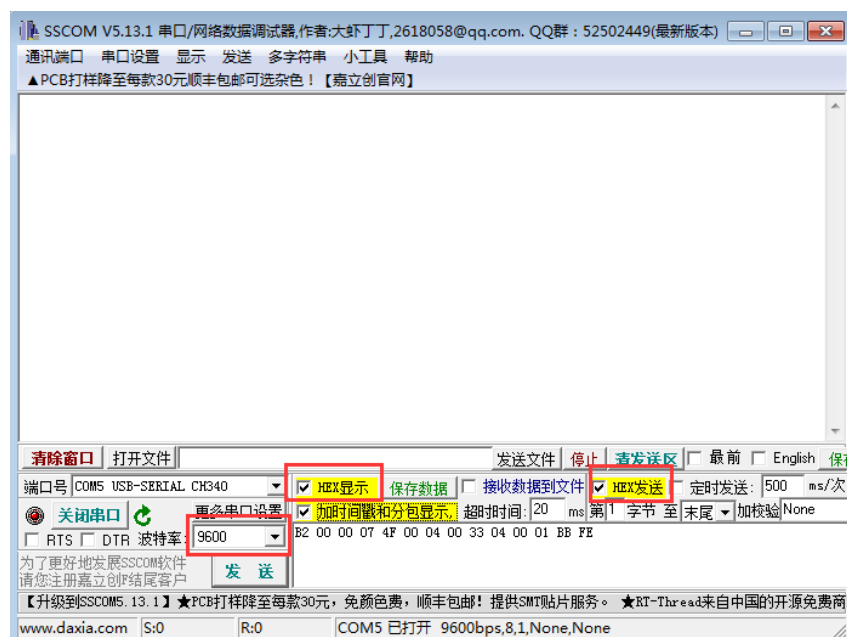 SSCOM V5.13.1 串口/网络数据调试器,作者:大虾丁丁,2618058@qq.com. QQ群：52502449(最新版本)
通讯端口 串口设置 显示 发送 多字符串 小工具 帮助
▲PCB打样降至每款30元顺丰包邮可选杂色！【嘉立创官网】
清除窗口 打开文件 发送文件 停止 清发送区 最前 English
端口号 COM5 USB-SERIAL CH340 HEX显示 保存数据 接收数据到文件 HEX发送 定时发送: 500 ms/次
关闭串口 更多串口设置 加时间戳和分包显示, 超时时间: 20 ms 第1 字节 至 末尾 加校验 None
RTS DTR 波特率: 9600 B2 00 00 07 4F 00 04 00 33 04 00 01 BB FE
为了更好地发展SSCOM软件
请您注册嘉立创F结尾客户 发 送
【升级到SSCOM5.13.1】★PCB打样降至每款30元，免颜色费，顺丰包邮！提供SMT贴片服务。 ★RT-Thread来自中国的开源免费商
www.daxia.com S:0 R:0 COM5 已打开 9600bps,8,1,None,None